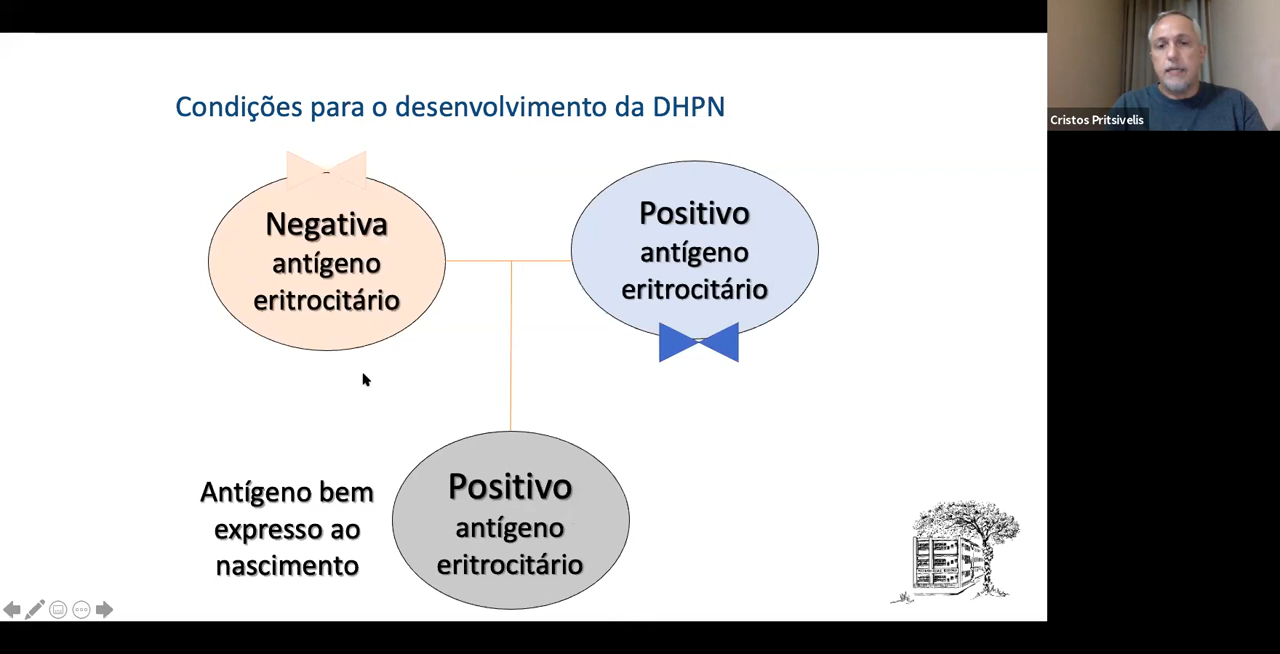 Condições para o desenvolvimento da DHPN
Negativa
antígeno
eritrocitário
Positivo
antígeno
eritrocitário
Antígeno bem
expresso ao
nascimento
Positivo
antígeno
eritrocitário
Cristos Pritsivelis